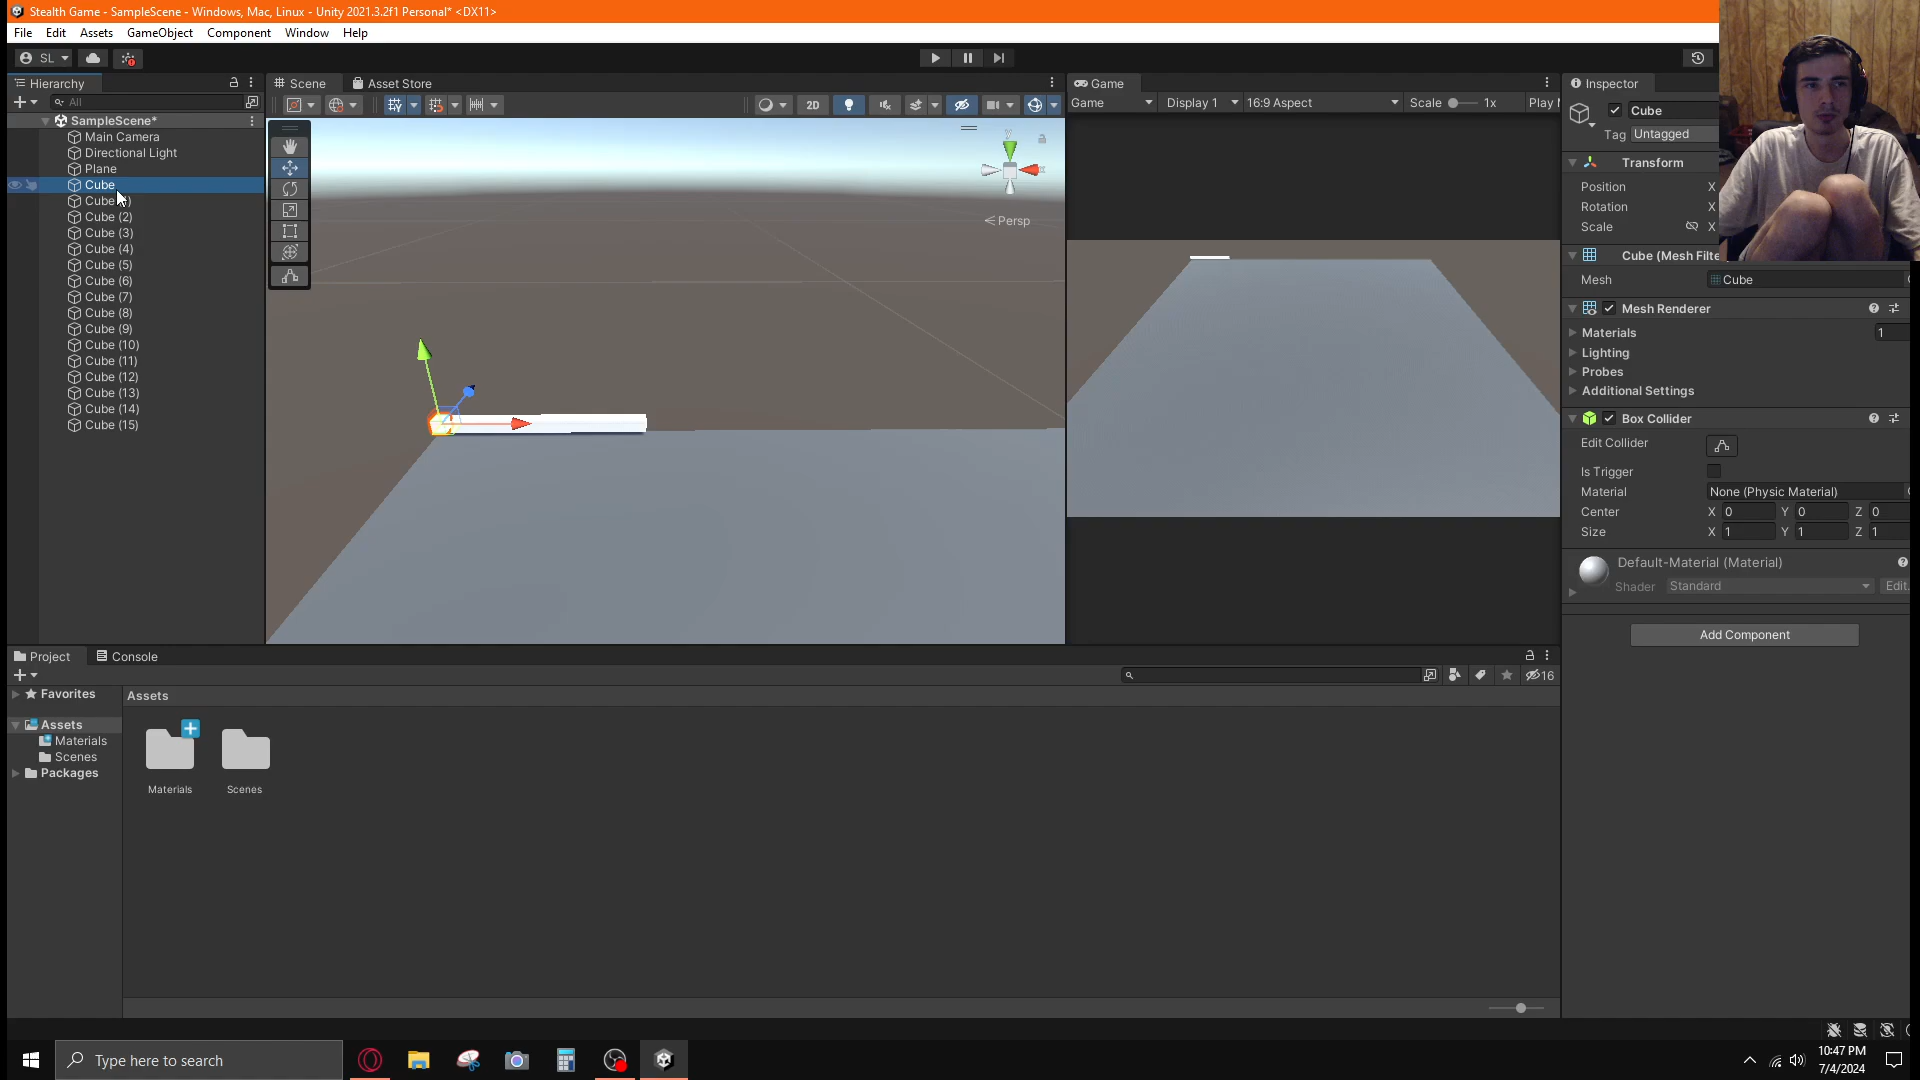 Stealth Game - SampleScene - Windows, Mac, Linux - Unity 2021.3.2f1 Personal* <DX11>
File Edit Assets GameObject Component Window Help
SL
Hierarchy
All
SampleScene*
Main Camera
Directional Light
Plane
Cube
Cube
Cube (2)
Cube (3)
Cube (4)
Cube (5)
Cube (6)
Cube (7)
Cube (8)
Cube (9)
Cube (10)
Cube (11)
Cube (12)
Cube (13)
Cube (14)
Cube (15)
Scene Asset Store
2D
y
Persp
Game
Game Display 1 16:9 Aspect Scale 1x Play
Inspector
Cube
Tag Untagged
Transform
Position X
Rotation X
Scale X
Cube (Mesh Filte
Mesh Cube
Mesh Renderer
Materials 1
Lighting
Probes
Additional Settings
Box Collider
Edit Collider
Is Trigger
Material None (Physic Material)
Center X 0 Y 0 Z 0
Size X 1 Y 1 Z 1
Default-Material (Material)
Shader Standard Edit.
Add Component
Project Console
16
Favorites
Assets
Materials
Scenes
Packages
Assets
Materials Scenes
Type here to search
10:47 PM
7/4/2024